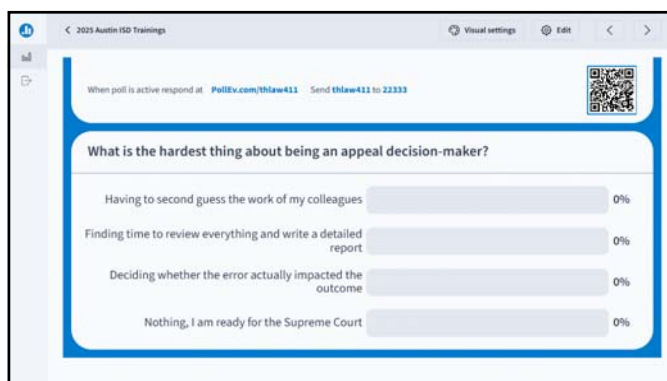 2025 Austin ISD Trainings
Visual settings
Edit
When poll is active respond at PollEv.com/thlaw411 Send thlaw411 to 22333
What is the hardest thing about being an appeal decision-maker?
Having to second guess the work of my colleagues
0%
Finding time to review everything and write a detailed
report
0%
Deciding whether the error actually impacted the
outcome
0%
Nothing, I am ready for the Supreme Court
0%